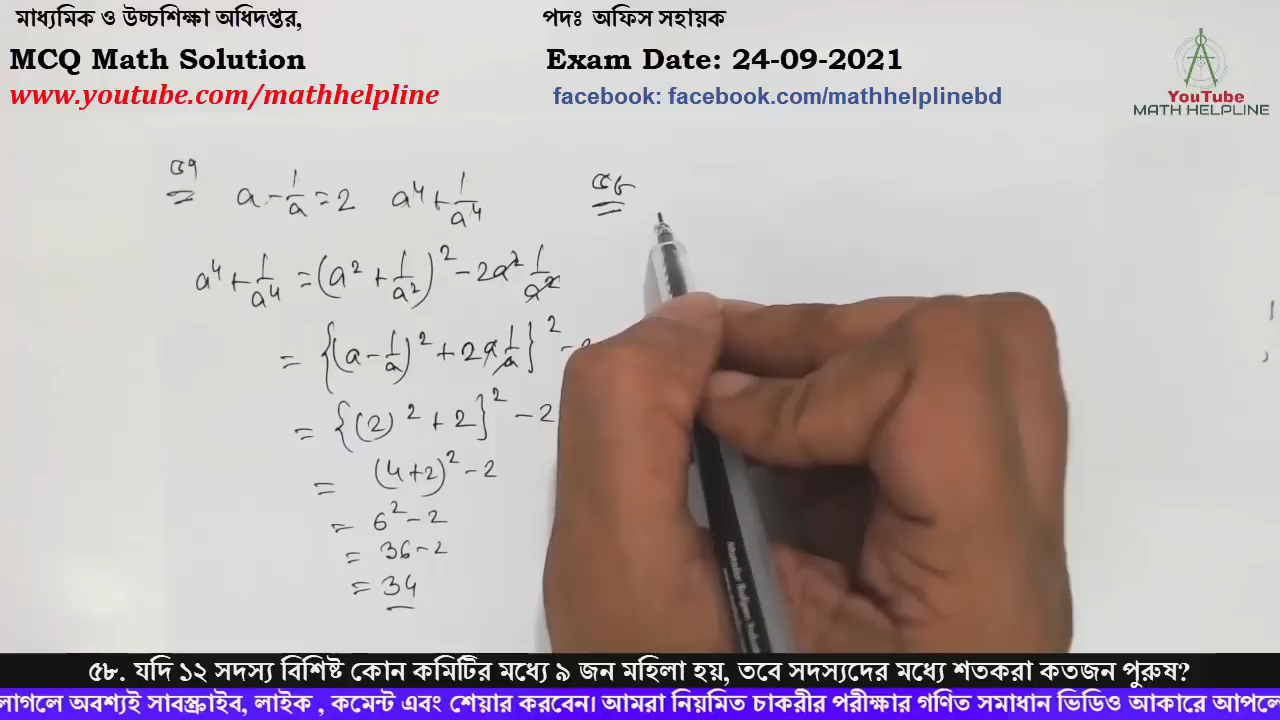 মাধ্যমিক ও উচ্চশিক্ষা অধিদপ্তর,
পদঃ অফিস সহায়ক
MCQ Math Solution
Exam Date: 24-09-2021
www.youtube.com/mathhelpline
facebook: facebook.com/mathhelplinebd
YouTube
MATH HELPLINE
৫৭
a - 1/a = 2 a⁴ + 1/a⁴
a⁴ + 1/a⁴ = (a² + 1/a²)² - 2a² 1/a²
= {(a - 1/a)² + 2a 1/a}² -
= {(2)² + 2}² - 2
= (4+2)² - 2
= 6² - 2
= 36 - 2
= 34
৫৮
৫৮. যদি ১২ সদস্য বিশিষ্ট কোন কমিটির মধ্যে ৯ জন মহিলা হয়, তবে সদস্যদের মধ্যে শতকরা কতজন পুরুষ?
লাগলে অবশ্যই সাবস্ক্রাইব, লাইক , কমেন্ট এবং শেয়ার করবেন। আমরা নিয়মিত চাকরীর পরীক্ষার গণিত সমাধান ভিডিও আকারে আপলে